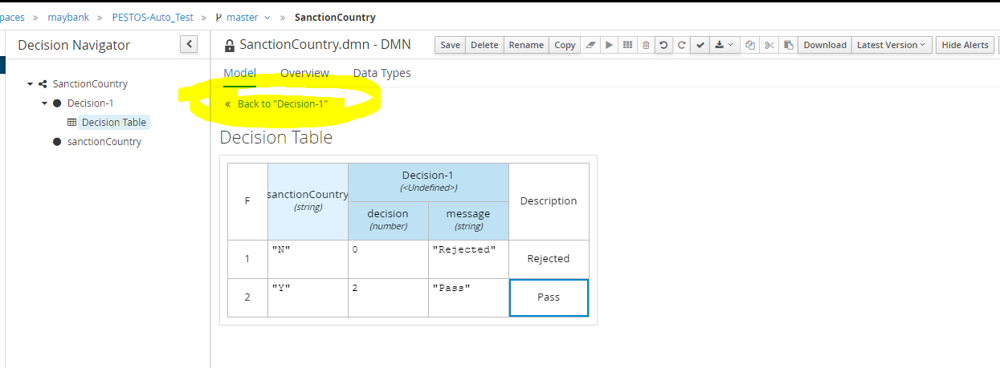 paces » maybank » PESTOS-Auto_Test » master » SanctionCountry
Decision Navigator
SanctionCountry
Decision-1
Decision Table
sanctionCountry
SanctionCountry.dmn - DMN
Save Delete Rename Copy Download Latest Version Hide Alerts
Model Overview Data Types
« Back to "Decision-1"
Decision Table
F sanctionCountry (string) Decision-1 (<Undefined>) Description
decision (number) message (string)
1 "N" 0 "Rejected" Rejected
2 "Y" 2 "Pass" Pass